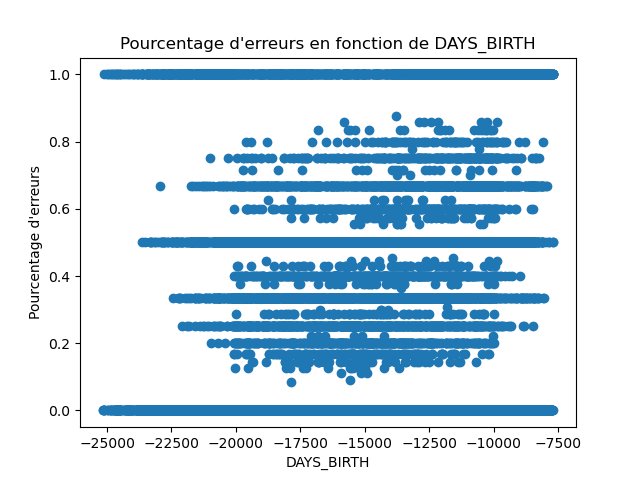 Pourcentage d'erreurs en fonction de DAYS_BIRTH
1.0
0.8
0.6
0.4
0.2
0.0
Pourcentage d'erreurs
−25000 −22500 −20000 −17500 −15000 −12500 −10000 −7500
DAYS_BIRTH